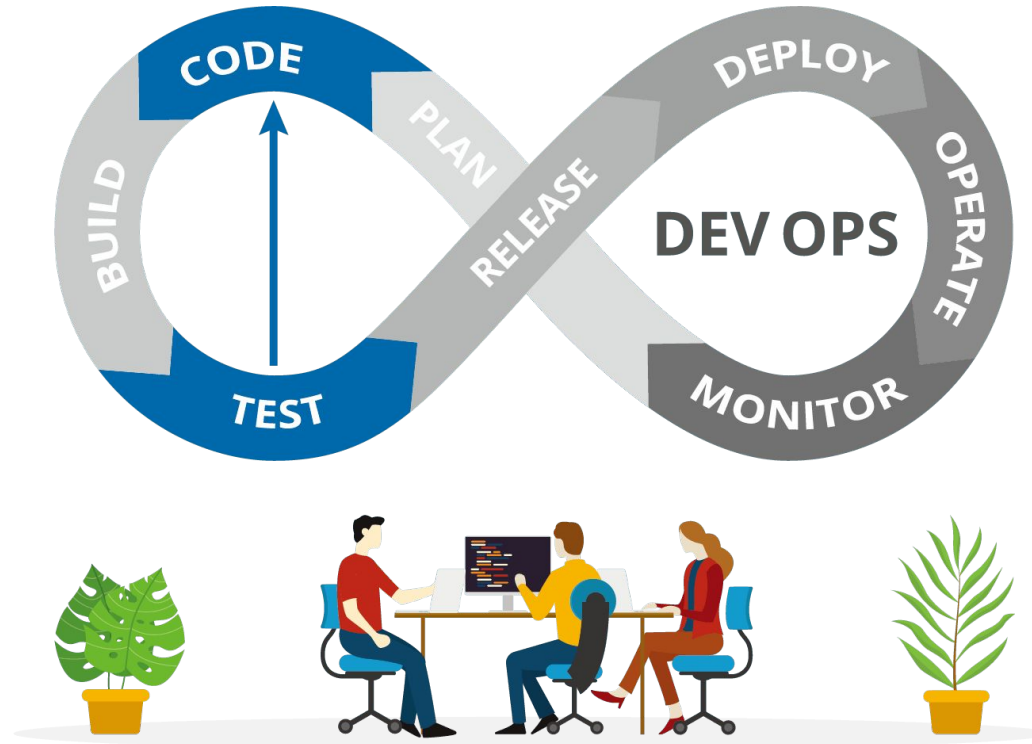 CODE
DEPLOY
PLAN
BUILD
RELEASE
OPERATE
DEV OPS
TEST
MONITOR